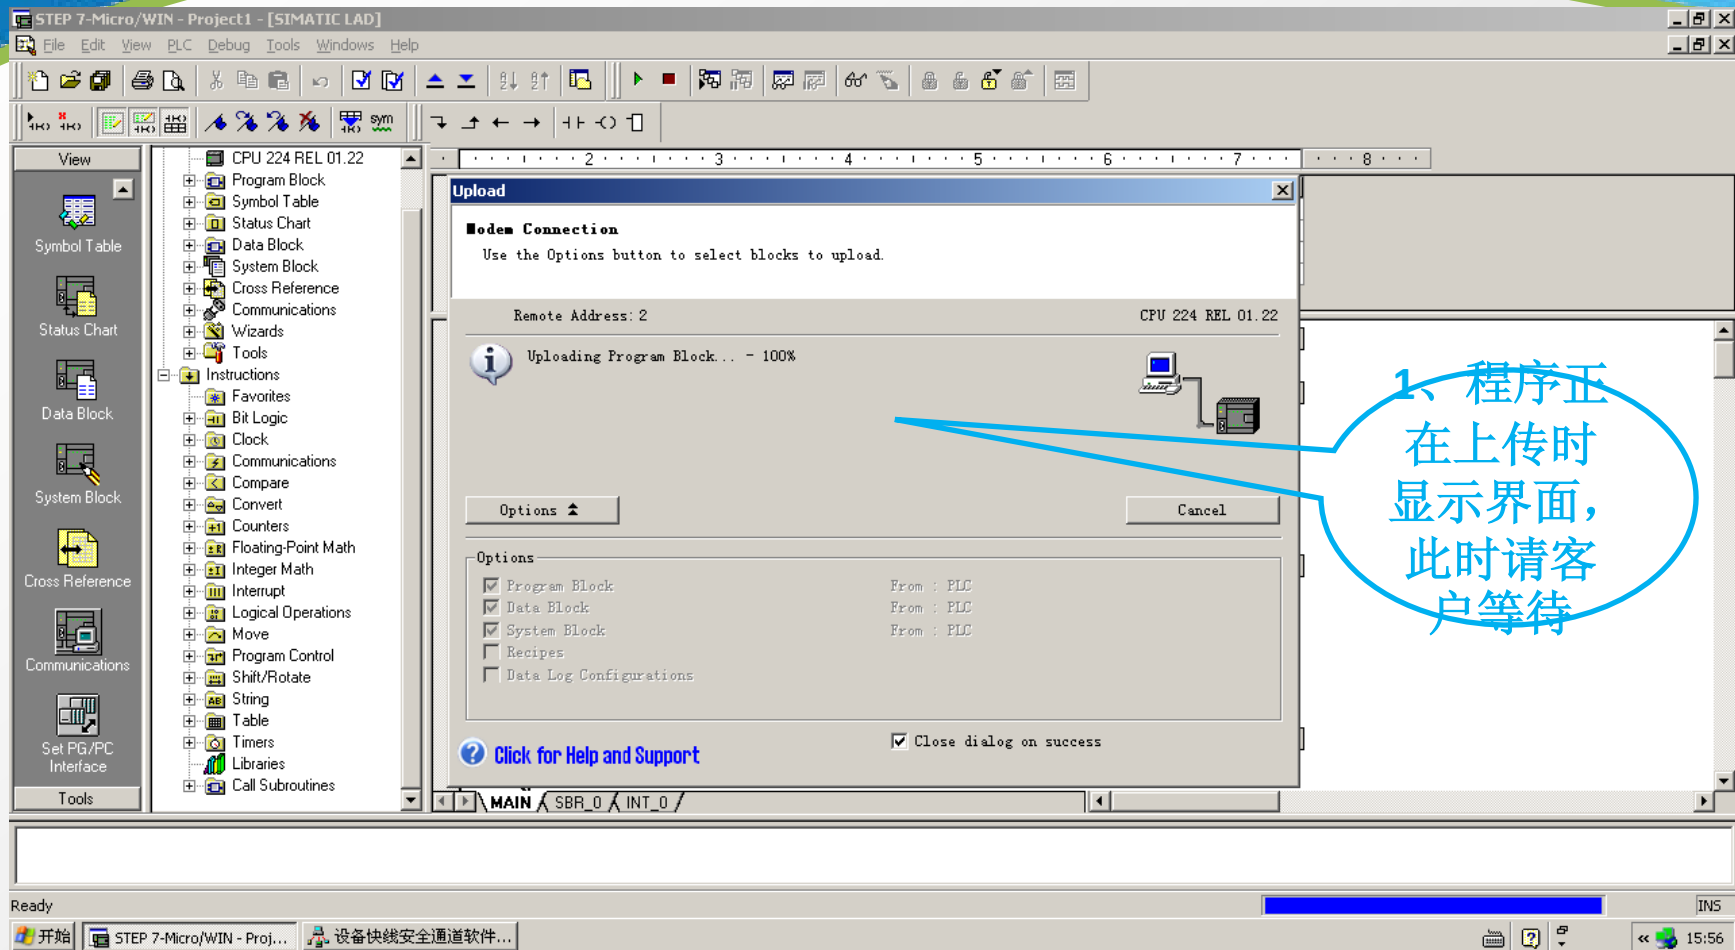 STEP 7-Micro/WIN - Project1 - [SIMATIC LAD]
File Edit View PLC Debug Tools Windows Help
sym
View
Symbol Table
Status Chart
Data Block
System Block
Cross Reference
Communications
Set PG/PC
Interface
Tools
CPU 224 REL 01.22
Program Block
Symbol Table
Status Chart
Data Block
System Block
Cross Reference
Communications
Wizards
Tools
Instructions
Favorites
Bit Logic
Clock
Communications
Compare
Convert
Counters
Floating-Point Math
Integer Math
Interrupt
Logical Operations
Move
Program Control
Shift/Rotate
String
Table
Timers
Libraries
Call Subroutines
2 3 4 5 6 7 8
Upload
Modem Connection
Use the Options button to select blocks to upload.
Remote Address: 2 CPU 224 REL 01.22
Uploading Program Block... - 100%
Options Cancel
Options
Program Block From : PLC
Data Block From : PLC
System Block From : PLC
Recipes
Data Log Configurations
Click for Help and Support
Close dialog on success
MAIN SBR_0 INT_0
1、程序正
在上传时
显示界面，
此时请客
户等待
Ready INS
开始 STEP 7-Micro/WIN - Proj... 设备快线安全通道软件... 15:56